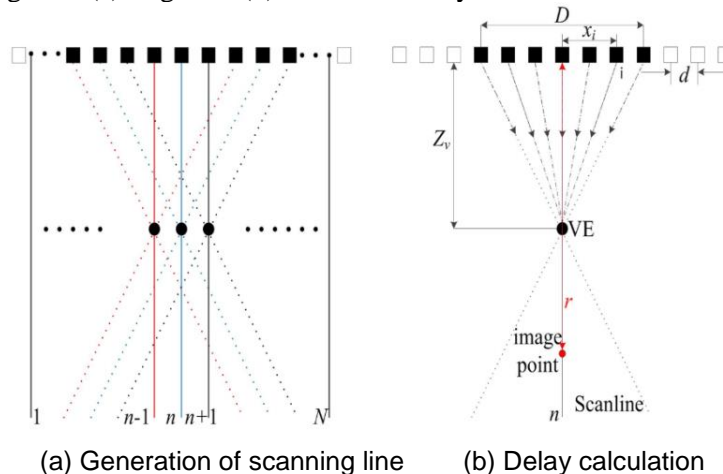 D
x_i
i
d
Z_v
VE
r
image
point
Scanline
1 n-1 n n+1 N
n
(a) Generation of scanning line (b) Delay calculation